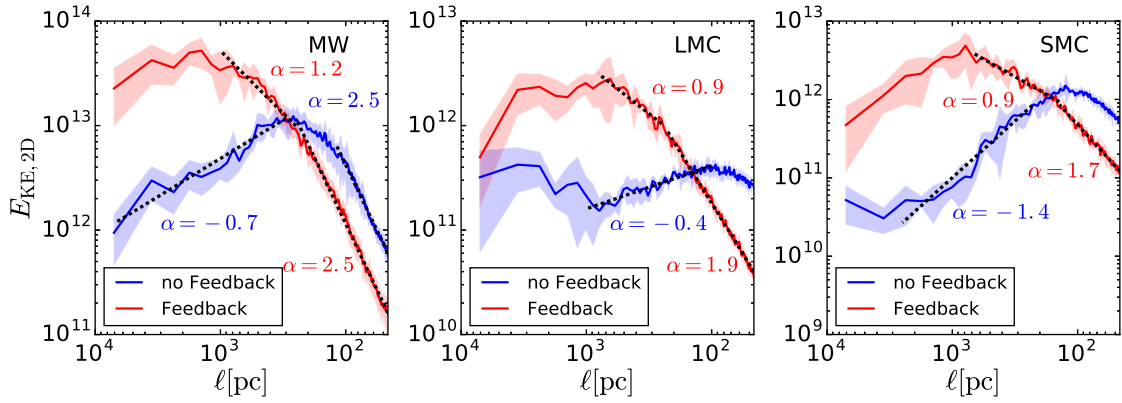 E_KE, 2D
10^14
10^13
10^12
10^11
MW
α = 1.2
α = 2.5
α = −0.7
α = 2.5
no Feedback
Feedback
10^4
10^3
10^2
ℓ[pc]
10^13
10^12
10^11
10^10
LMC
α = 0.9
α = −0.4
α = 1.9
no Feedback
Feedback
10^4
10^3
10^2
ℓ[pc]
10^13
10^12
10^11
10^10
10^9
SMC
α = 0.9
α = 1.7
α = −1.4
no Feedback
Feedback
10^4
10^3
10^2
ℓ[pc]